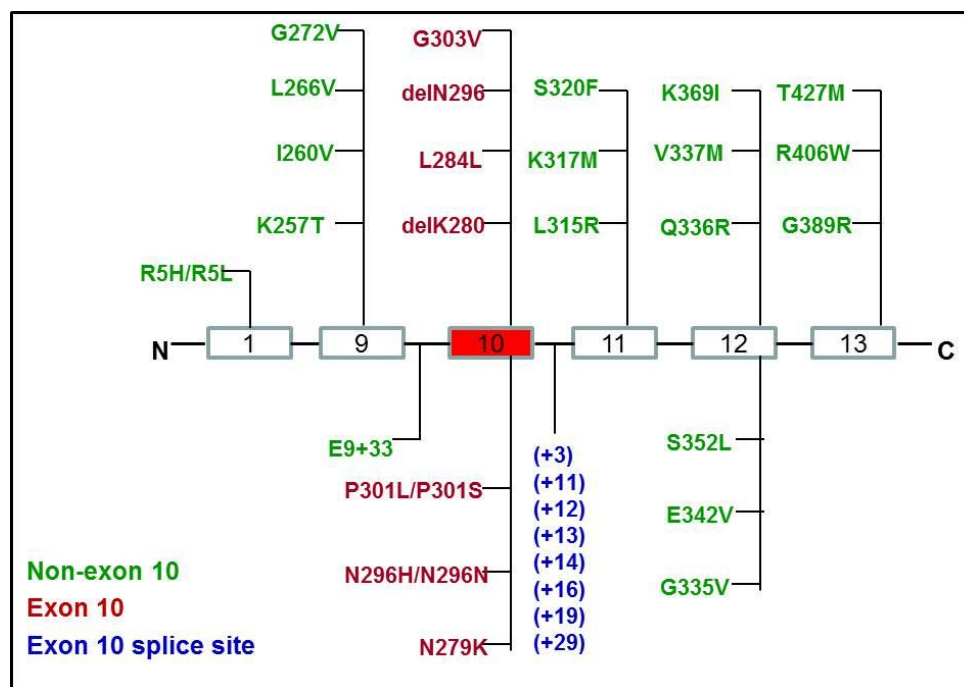 G272V
G303V
L266V
delN296
S320F
K369I
T427M
I260V
L284L
K317M
V337M
R406W
K257T
delK280
L315R
Q336R
G389R
R5H/R5L
N
1
9
10
11
12
13
C
E9+33
(+3)
S352L
P301L/P301S
(+11)
(+12)
E342V
(+13)
(+14)
N296H/N296N
(+16)
G335V
(+19)
N279K
(+29)
Non-exon 10
Exon 10
Exon 10 splice site